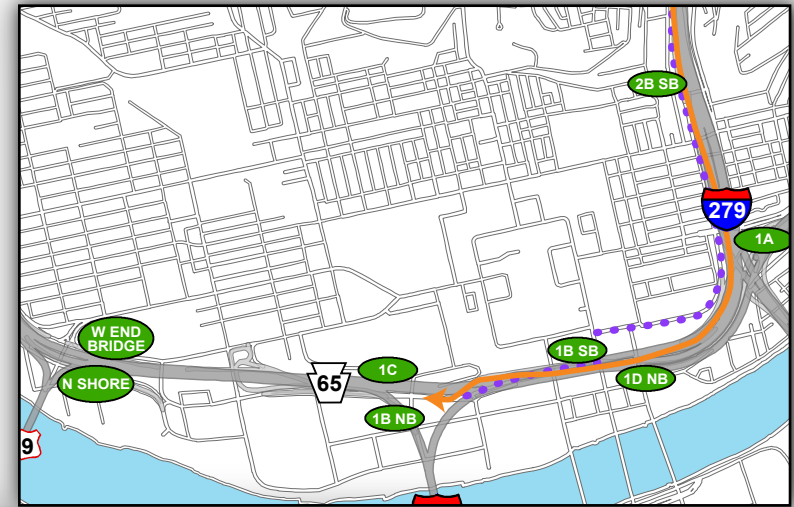 2B SB
279
1A
W END
BRIDGE
1B SB
1C
N SHORE
65
1D NB
1B NB
9